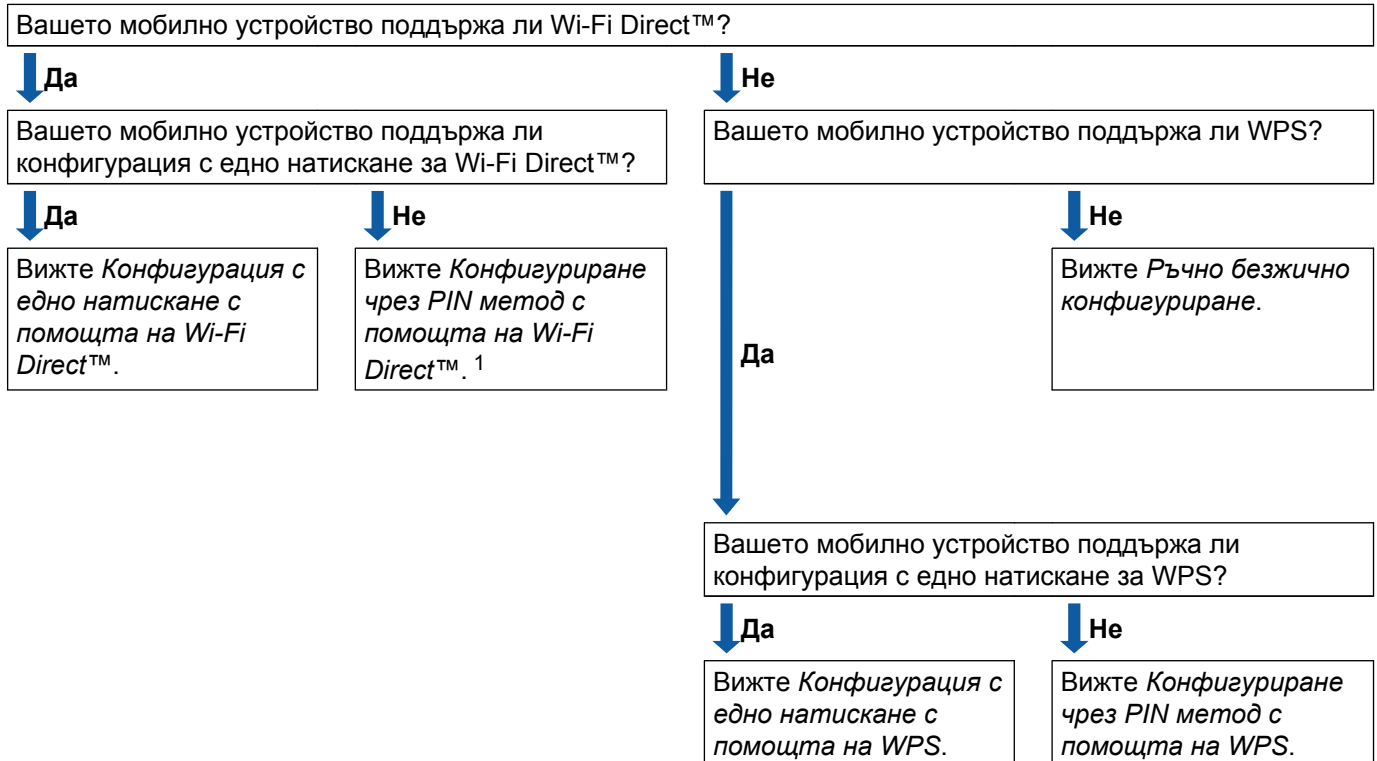 Вашето мобилно устройство поддържа ли Wi-Fi Direct™?
Да
Не
Вашето мобилно устройство поддържа ли
конфигурация с едно натискане за Wi-Fi Direct™?
Вашето мобилно устройство поддържа ли WPS?
Да
Не
Не
Вижте Конфигурация с
едно натискане с
помощта на Wi-Fi
Direct™.
Вижте Конфигуриране
чрез PIN метод с
помощта на Wi-Fi
Direct™. 1
Вижте Ръчно безжично
конфигуриране.
Да
Вашето мобилно устройство поддържа ли
конфигурация с едно натискане за WPS?
Да
Не
Вижте Конфигурация с
едно натискане с
помощта на WPS.
Вижте Конфигуриране
чрез PIN метод с
помощта на WPS.